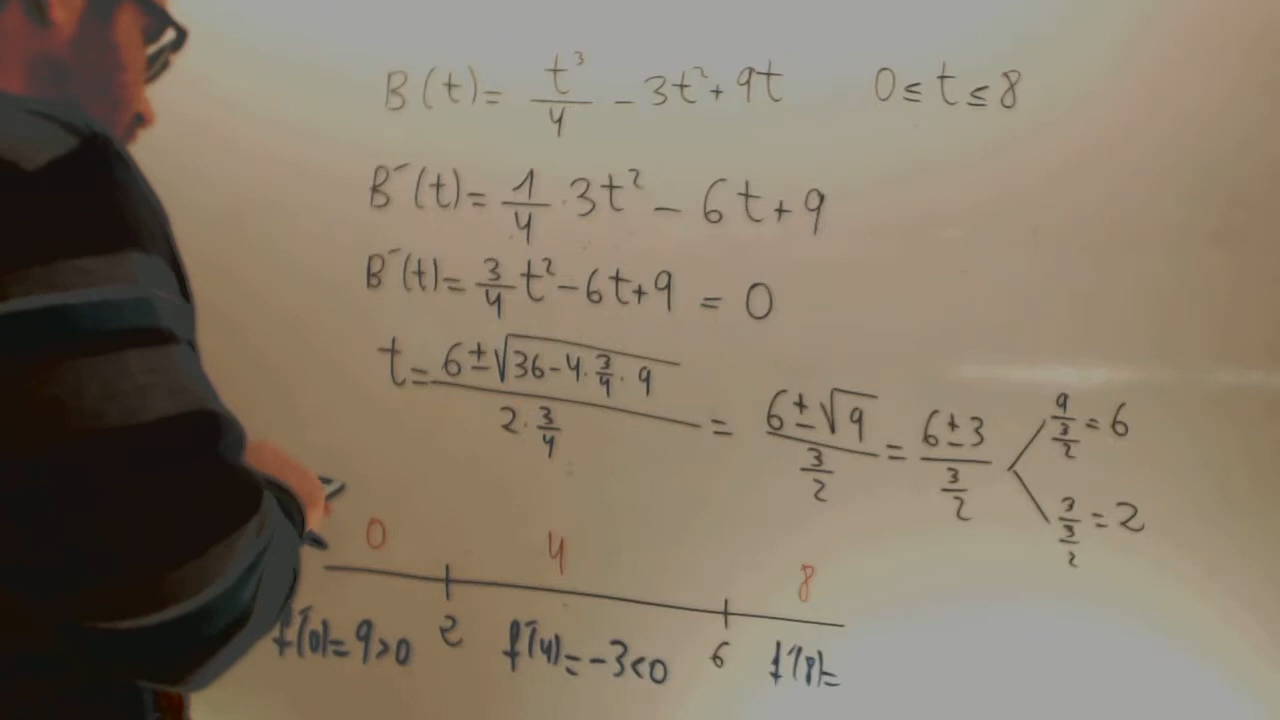 B(t)= t³/4 - 3t²+9t 0≤t≤8
B´(t)= 1/4·3t² - 6t+9
B´(t)= 3/4 t²-6t+9 = 0
t= (6±√(36-4·3/4·9))/(2·3/4) = (6±√9)/(3/2) = (6±3)/(3/2) < 9/(3/2) = 6
3/(3/2) = 2
0 4 8
2 6
f´(0)=9>0 f´(4)=-3<0 f´(8)=